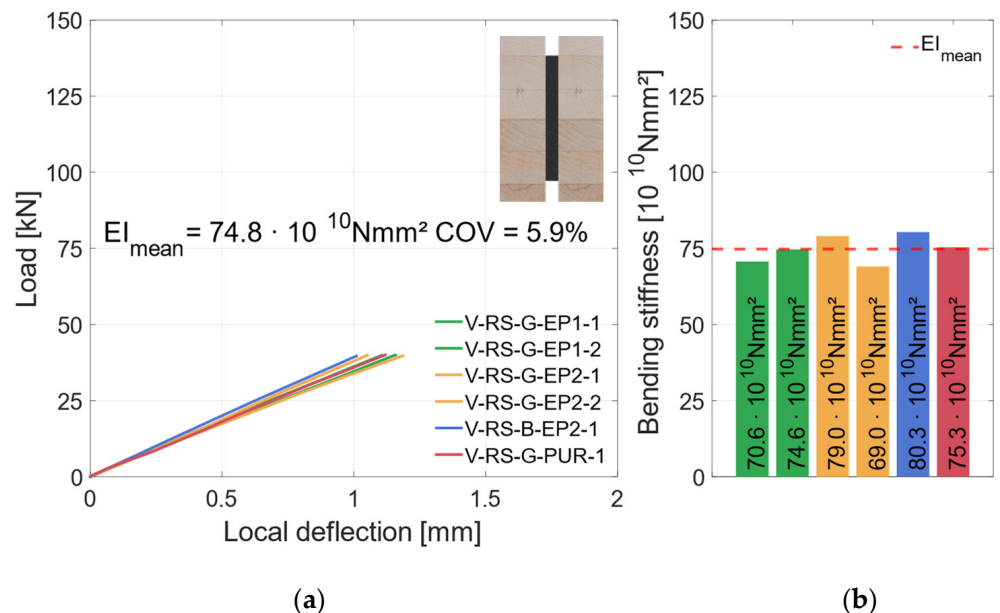 (a)
(b)
150
125
100
75
50
25
0
Load [kN]
EI_mean = 74.8 · 10 ¹⁰Nmm² COV = 5.9%
V-RS-G-EP1-1
V-RS-G-EP1-2
V-RS-G-EP2-1
V-RS-G-EP2-2
V-RS-B-EP2-1
V-RS-G-PUR-1
0 0.5 1 1.5 2
Local deflection [mm]
150
125
100
75
50
25
0
Bending stiffness [10 ¹⁰Nmm²]
EI_mean
70.6 · 10 ¹⁰Nmm²
74.6 · 10 ¹⁰Nmm²
79.0 · 10 ¹⁰Nmm²
69.0 · 10 ¹⁰Nmm²
80.3 · 10 ¹⁰Nmm²
75.3 · 10 ¹⁰Nmm²
(a)
(b)